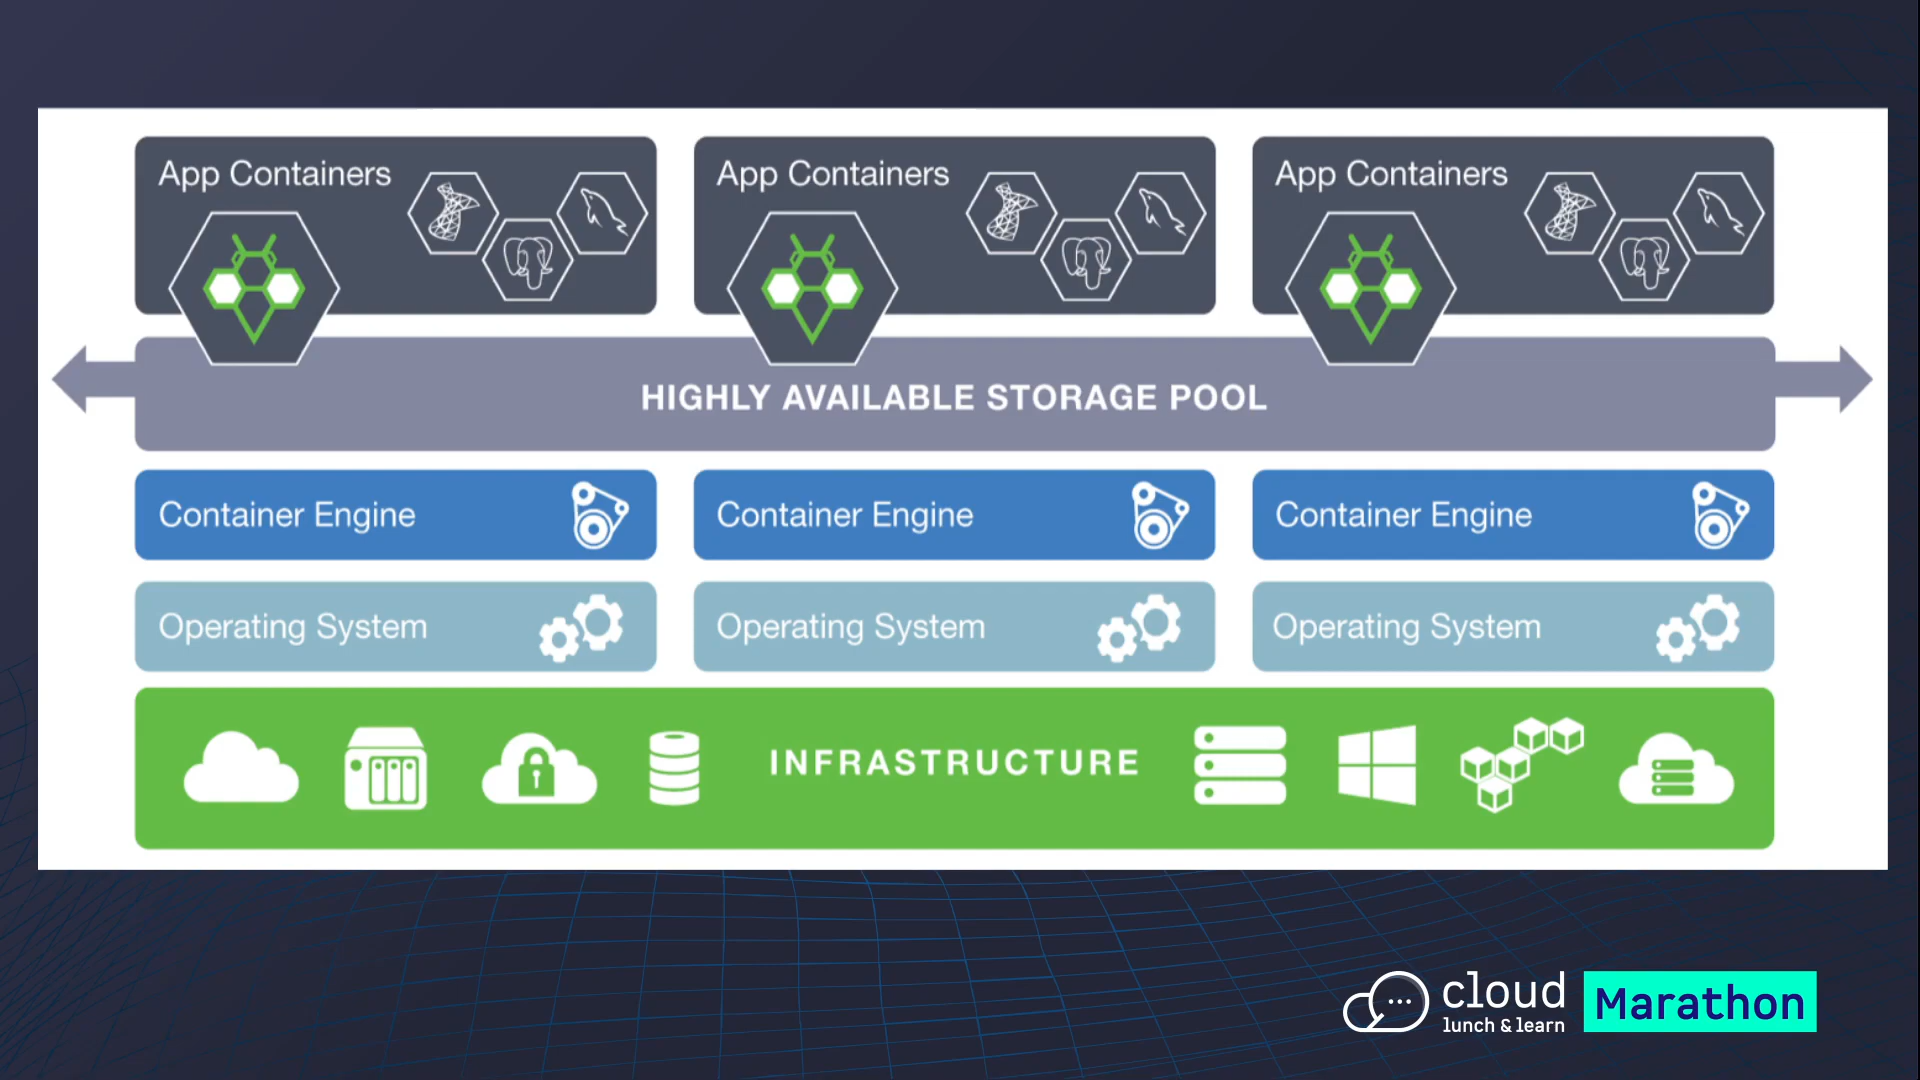 App Containers
App Containers
App Containers
HIGHLY AVAILABLE STORAGE POOL
Container Engine
Container Engine
Container Engine
Operating System
Operating System
Operating System
INFRASTRUCTURE
cloud
lunch & learn
Marathon